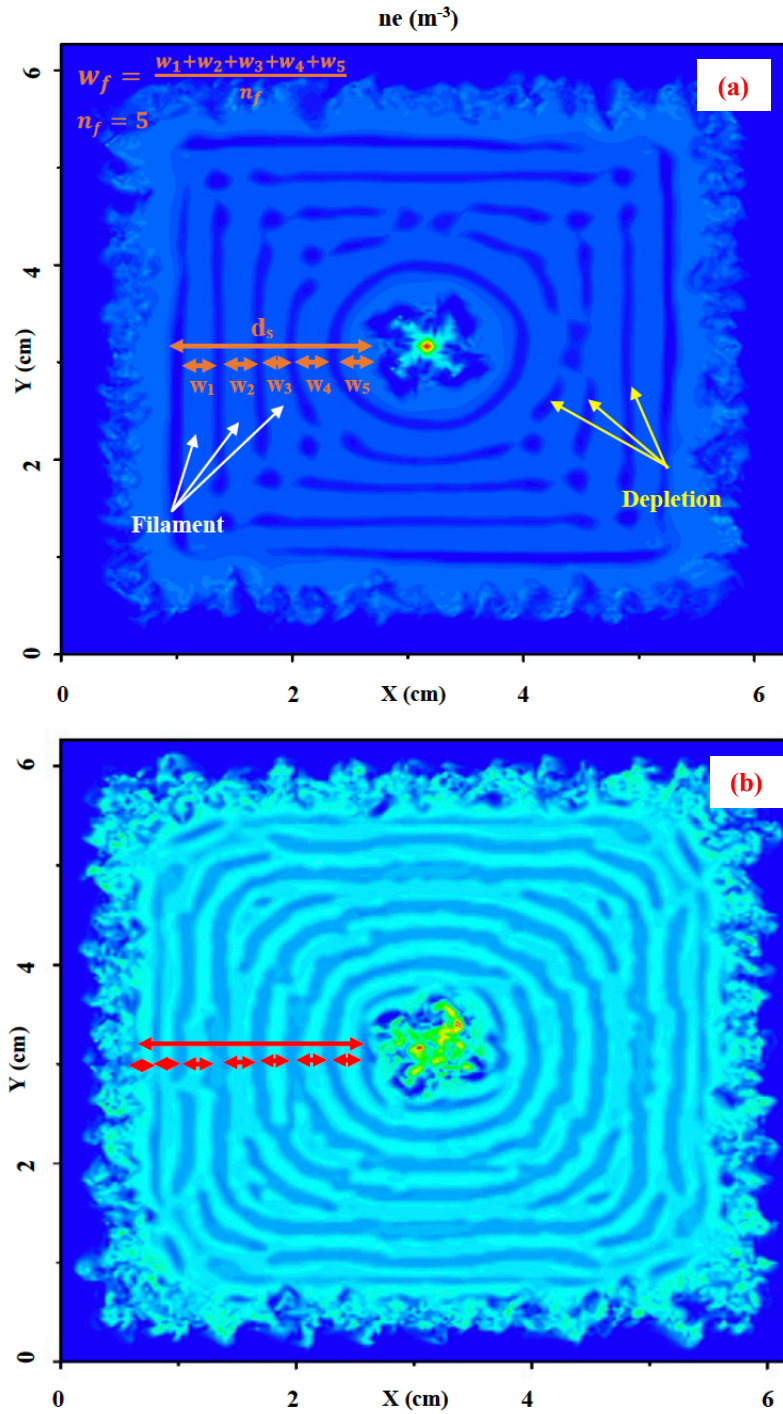 ne (m⁻³)
(a)
w_f = (w₁+w₂+w₃+w₄+w₅)/n_f
n_f = 5
6
4
2
0
Y (cm)
d_s
w₁ w₂ w₃ w₄ w₅
Filament
Depletion
0 2 4 6
X (cm)
(b)
6
4
2
0
Y (cm)
0 2 4 6
X (cm)